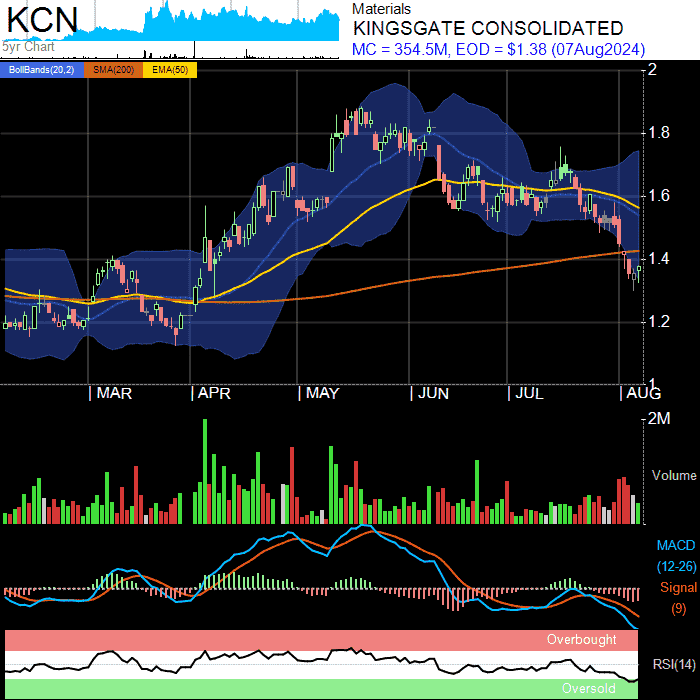 KCN
5yr Chart
Materials
KINGSGATE CONSOLIDATED
MC = 354.5M, EOD = $1.38 (07Aug2024)
BollBands(20,2) SMA(200) EMA(50)
2
1.8
1.6
1.4
1.2
1
MAR APR MAY JUN JUL AUG
2M
Volume
MACD
(12-26)
Signal
(9)
Overbought
RSI(14)
Oversold